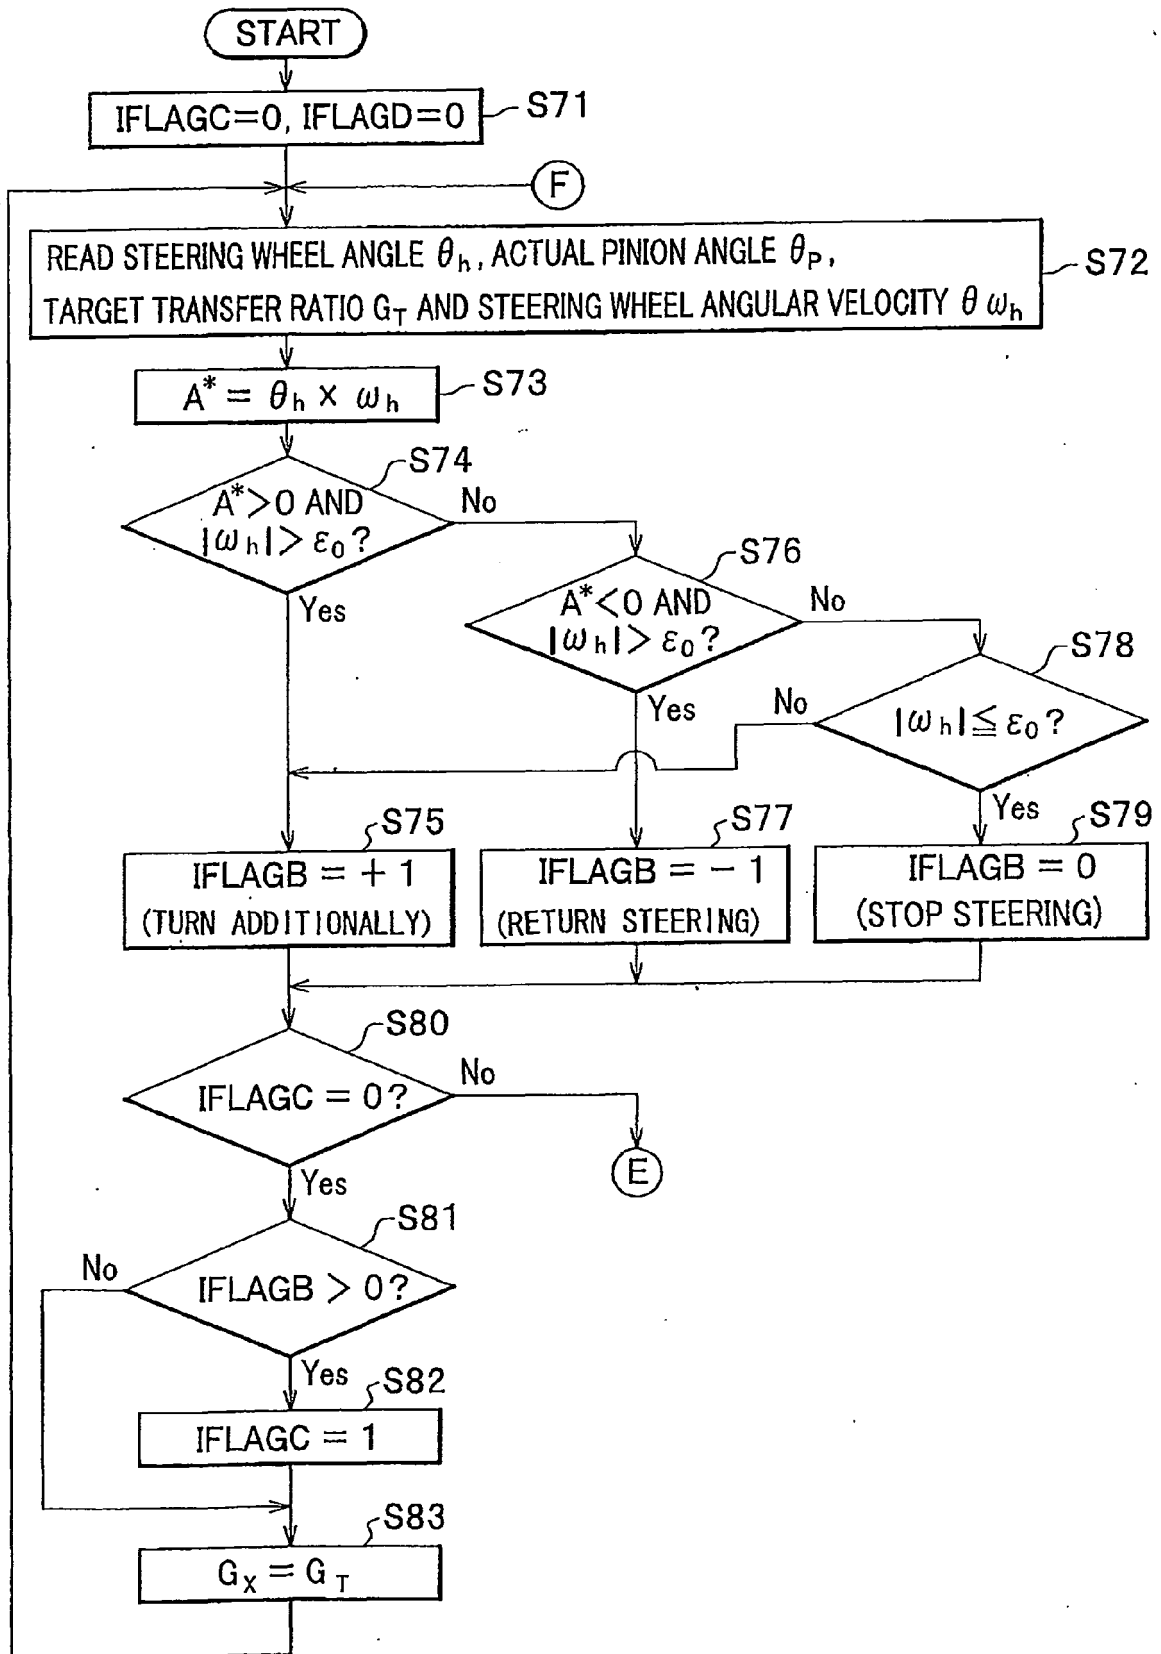 START
IFLAGC=0, IFLAGD=0
S71
F
READ STEERING WHEEL ANGLE θh, ACTUAL PINION ANGLE θP,
TARGET TRANSFER RATIO GT AND STEERING WHEEL ANGULAR VELOCITY θ ωh
S72
A* = θh × ωh
S73
S74
A*>0 AND
|ωh|> ε0?
No
Yes
S76
A*<0 AND
|ωh|> ε0?
No
Yes
S78
|ωh|≦ ε0?
No
Yes
S75
IFLAGB = + 1
(TURN ADDITIONALLY)
S77
IFLAGB = − 1
(RETURN STEERING)
S79
IFLAGB = 0
(STOP STEERING)
S80
IFLAGC = 0?
No
E
Yes
S81
IFLAGB > 0?
No
Yes
S82
IFLAGC = 1
S83
GX = GT